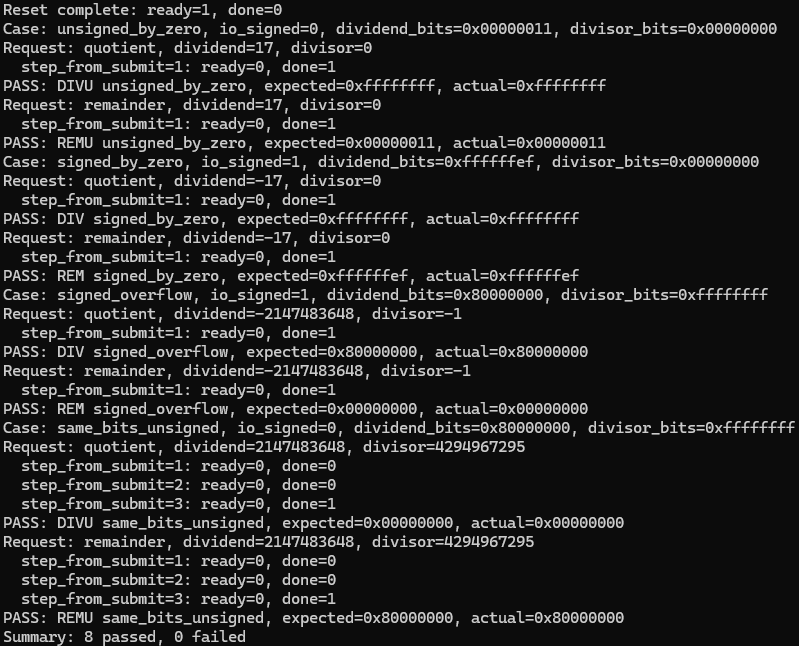 Reset complete: ready=1, done=0
Case: unsigned_by_zero, io_signed=0, dividend_bits=0x00000011, divisor_bits=0x00000000
Request: quotient, dividend=17, divisor=0
  step_from_submit=1: ready=0, done=1
PASS: DIVU unsigned_by_zero, expected=0xffffffff, actual=0xffffffff
Request: remainder, dividend=17, divisor=0
  step_from_submit=1: ready=0, done=1
PASS: REMU unsigned_by_zero, expected=0x00000011, actual=0x00000011
Case: signed_by_zero, io_signed=1, dividend_bits=0xffffffef, divisor_bits=0x00000000
Request: quotient, dividend=-17, divisor=0
  step_from_submit=1: ready=0, done=1
PASS: DIV signed_by_zero, expected=0xffffffff, actual=0xffffffff
Request: remainder, dividend=-17, divisor=0
  step_from_submit=1: ready=0, done=1
PASS: REM signed_by_zero, expected=0xffffffef, actual=0xffffffef
Case: signed_overflow, io_signed=1, dividend_bits=0x80000000, divisor_bits=0xffffffff
Request: quotient, dividend=-2147483648, divisor=-1
  step_from_submit=1: ready=0, done=1
PASS: DIV signed_overflow, expected=0x80000000, actual=0x80000000
Request: remainder, dividend=-2147483648, divisor=-1
  step_from_submit=1: ready=0, done=1
PASS: REM signed_overflow, expected=0x00000000, actual=0x00000000
Case: same_bits_unsigned, io_signed=0, dividend_bits=0x80000000, divisor_bits=0xffffffff
Request: quotient, dividend=2147483648, divisor=4294967295
  step_from_submit=1: ready=0, done=0
  step_from_submit=2: ready=0, done=0
  step_from_submit=3: ready=0, done=1
PASS: DIVU same_bits_unsigned, expected=0x00000000, actual=0x00000000
Request: remainder, dividend=2147483648, divisor=4294967295
  step_from_submit=1: ready=0, done=0
  step_from_submit=2: ready=0, done=0
  step_from_submit=3: ready=0, done=1
PASS: REMU same_bits_unsigned, expected=0x80000000, actual=0x80000000
Summary: 8 passed, 0 failed